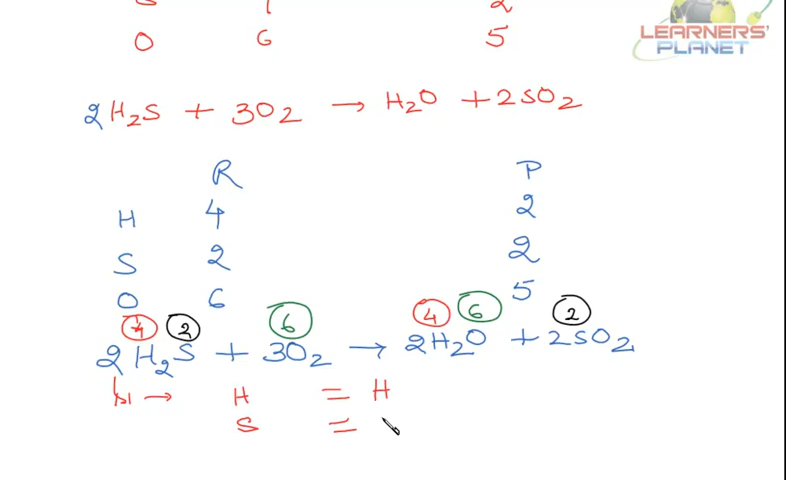 LEARNERS'
PLANET
O 6 5
2H₂S + 3O₂ → H₂O + 2SO₂
R P
H 4 2
S 2 2
O 6 5
4 2 6 4 6 2
2H₂S + 3O₂ → 2H₂O + 2SO₂
H = H
S =